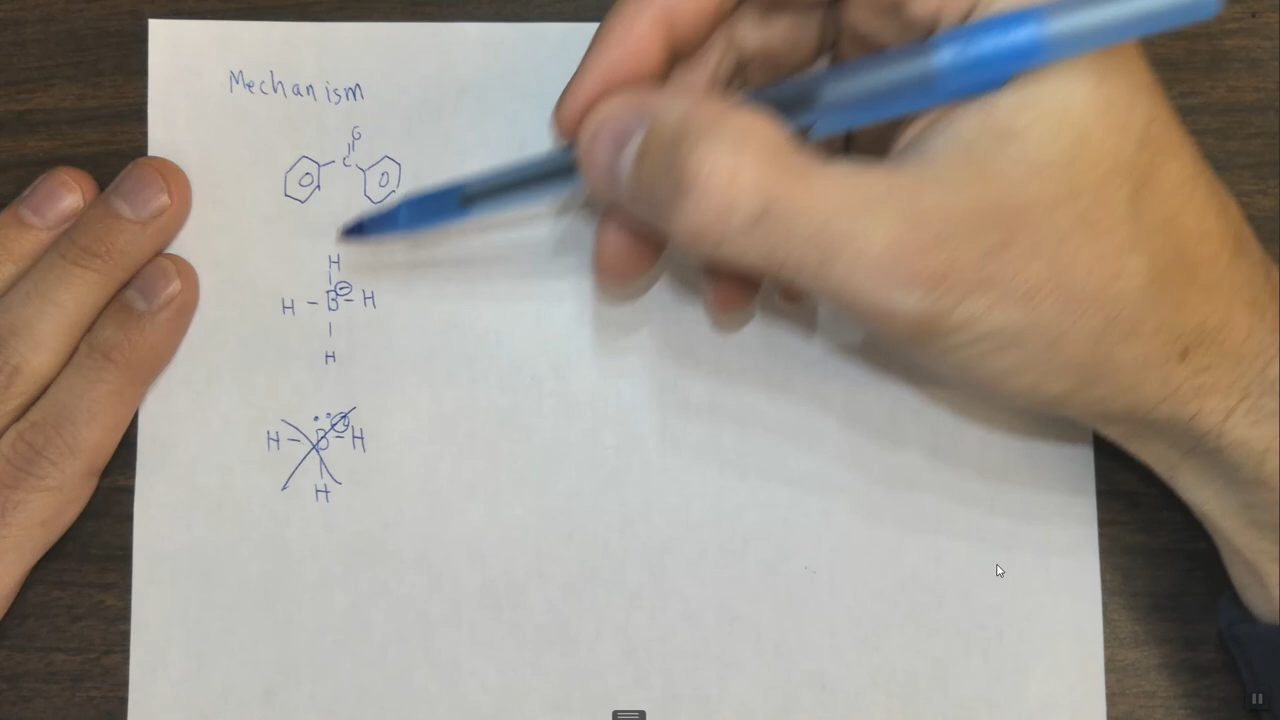 Mechanism
O
C
H
H - B ⊖ - H
H
H - B ⊖ - H
H